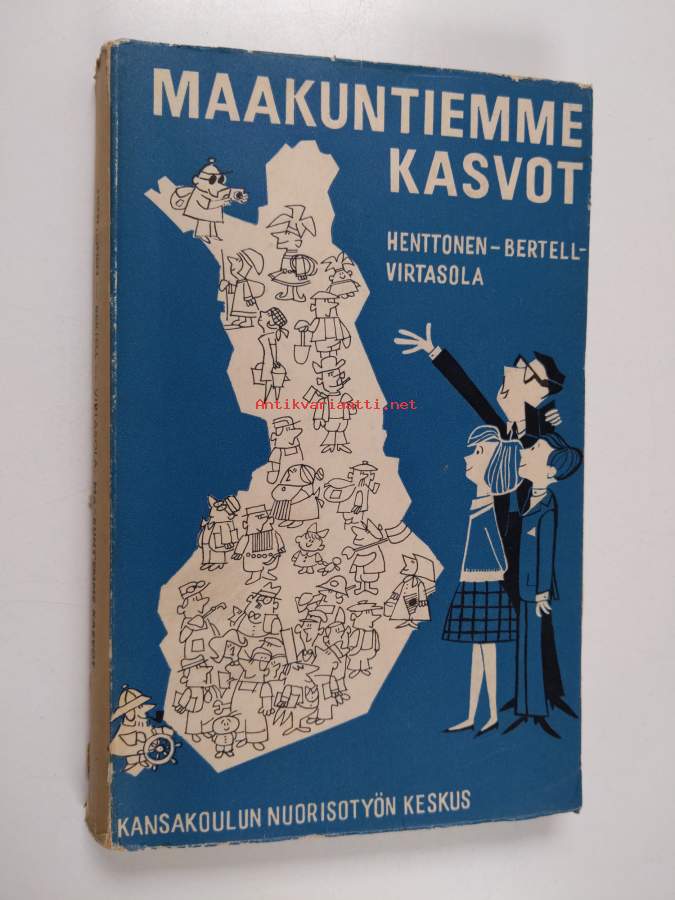 MAAKUNTIEMME
KASVOT
HENTTONEN – BERTELL –
VIRTASOLA
Antikvariaatti.net
KANSAKOULUN NUORISOTYÖN KESKUS